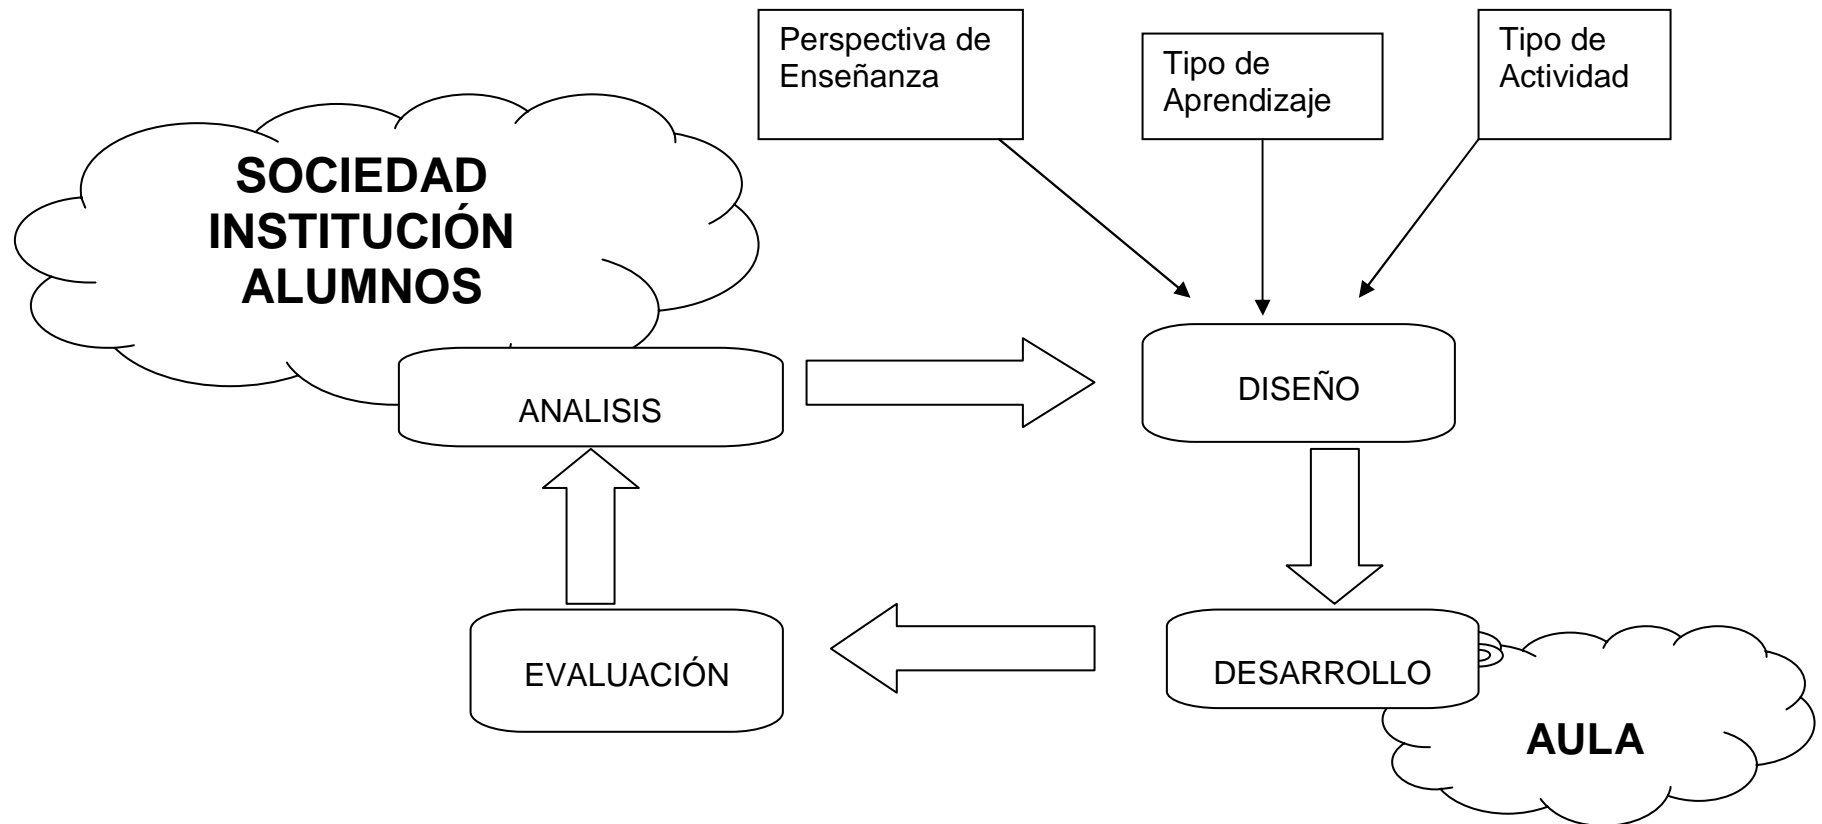 Perspectiva de
Enseñanza
Tipo de
Aprendizaje
Tipo de
Actividad
SOCIEDAD
INSTITUCIÓN
ALUMNOS
ANALISIS
DISEÑO
EVALUACIÓN
DESARROLLO
AULA